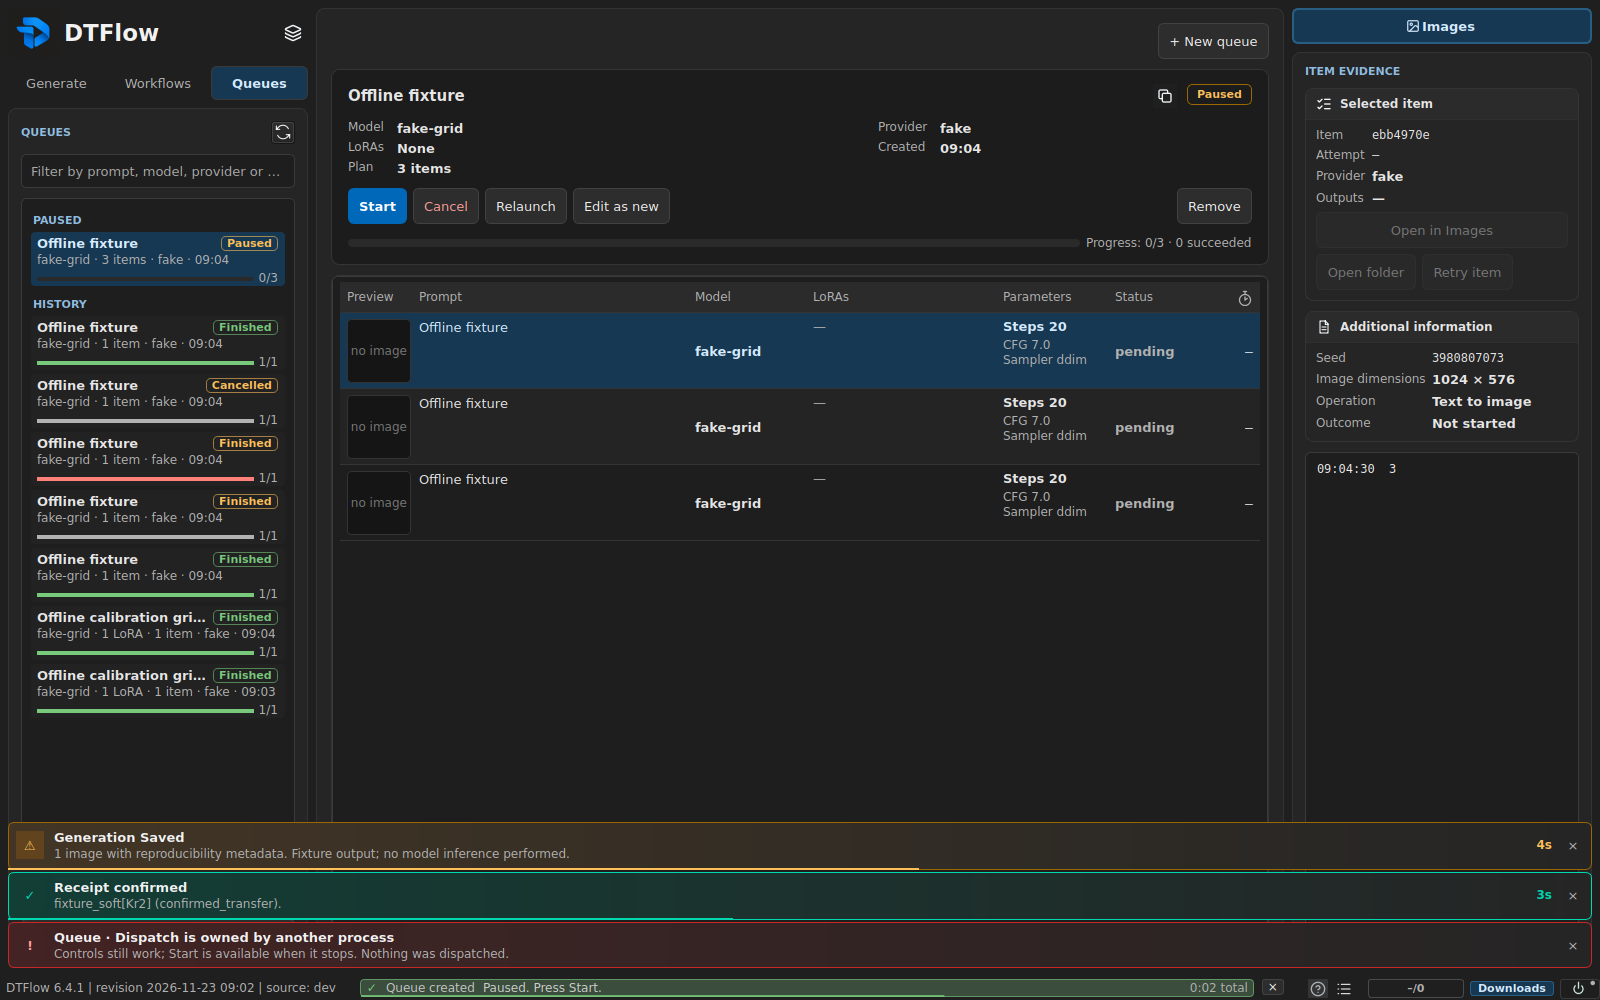 DTFlow
Generate
Workflows
Queues
QUEUES
Filter by prompt, model, provider or ...
PAUSED
Offline fixture
Paused
fake-grid · 3 items · fake · 09:04
0/3
HISTORY
Offline fixture
Finished
fake-grid · 1 item · fake · 09:04
1/1
Offline fixture
Cancelled
fake-grid · 1 item · fake · 09:04
1/1
Offline fixture
Finished
fake-grid · 1 item · fake · 09:04
1/1
Offline fixture
Finished
fake-grid · 1 item · fake · 09:04
1/1
Offline fixture
Finished
fake-grid · 1 item · fake · 09:04
1/1
Offline calibration gri...
Finished
fake-grid · 1 LoRA · 1 item · fake · 09:04
1/1
Offline calibration gri...
Finished
fake-grid · 1 LoRA · 1 item · fake · 09:03
1/1
+ New queue
Offline fixture
Paused
Model fake-grid
Provider fake
LoRAs None
Created 09:04
Plan 3 items
Start
Cancel
Relaunch
Edit as new
Remove
Progress: 0/3 · 0 succeeded
Preview Prompt Model LoRAs Parameters Status
no image
Offline fixture
fake-grid
—
Steps 20
CFG 7.0
Sampler ddim
pending
—
no image
Offline fixture
fake-grid
—
Steps 20
CFG 7.0
Sampler ddim
pending
—
no image
Offline fixture
fake-grid
—
Steps 20
CFG 7.0
Sampler ddim
pending
—
Images
ITEM EVIDENCE
Selected item
Item ebb4970e
Attempt —
Provider fake
Outputs —
Open in Images
Open folder
Retry item
Additional information
Seed 3980807073
Image dimensions 1024 × 576
Operation Text to image
Outcome Not started
09:04:30 3
Generation Saved
1 image with reproducibility metadata. Fixture output; no model inference performed.
4s
Receipt confirmed
fixture_soft[Kr2] (confirmed_transfer).
3s
Queue · Dispatch is owned by another process
Controls still work; Start is available when it stops. Nothing was dispatched.
DTFlow 6.4.1 | revision 2026-11-23 09:02 | source: dev
Queue created Paused. Press Start.
0:02 total
-/0
Downloads